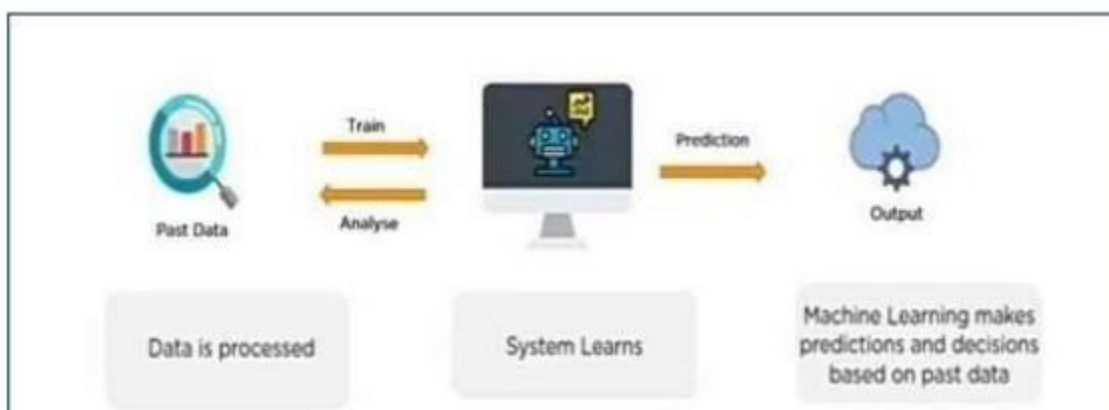 Train
Prediction
Past Data
Analyse
Output
Data is processed
System Learns
Machine Learning makes
predictions and decisions
based on past data